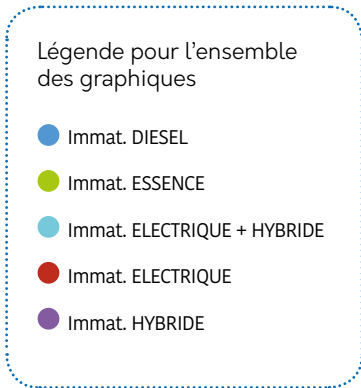 Légende pour l’ensemble
des graphiques
Immat. DIESEL
Immat. ESSENCE
Immat. ELECTRIQUE + HYBRIDE
Immat. ELECTRIQUE
Immat. HYBRIDE